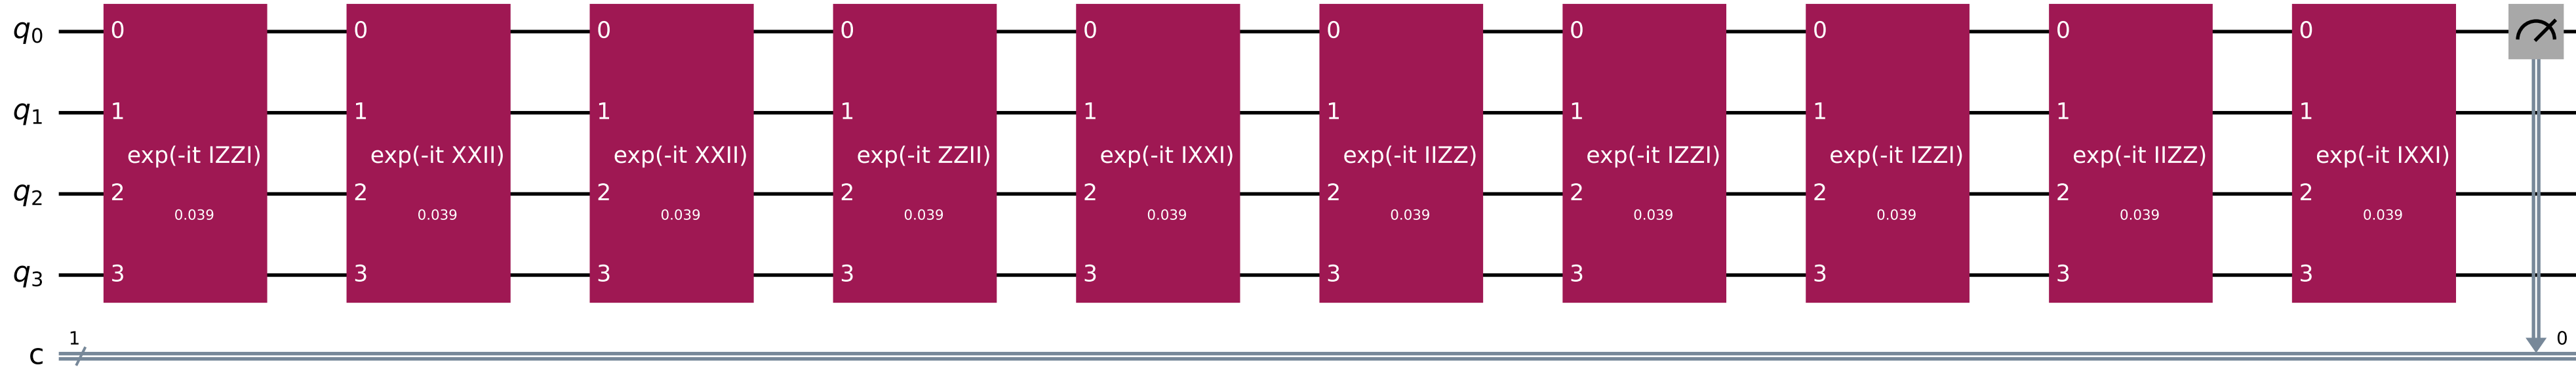 q0 0 0 0 0 0 0 0 0 0 0
q1 1 1 1 1 1 1 1 1 1 1
exp(-it IZZI) exp(-it XXII) exp(-it XXII) exp(-it ZZII) exp(-it IXXI) exp(-it IIZZ) exp(-it IZZI) exp(-it IZZI) exp(-it IIZZ) exp(-it IXXI)
q2 2 2 2 2 2 2 2 2 2 2
0.039 0.039 0.039 0.039 0.039 0.039 0.039 0.039 0.039 0.039
q3 3 3 3 3 3 3 3 3 3 3
1 0
c